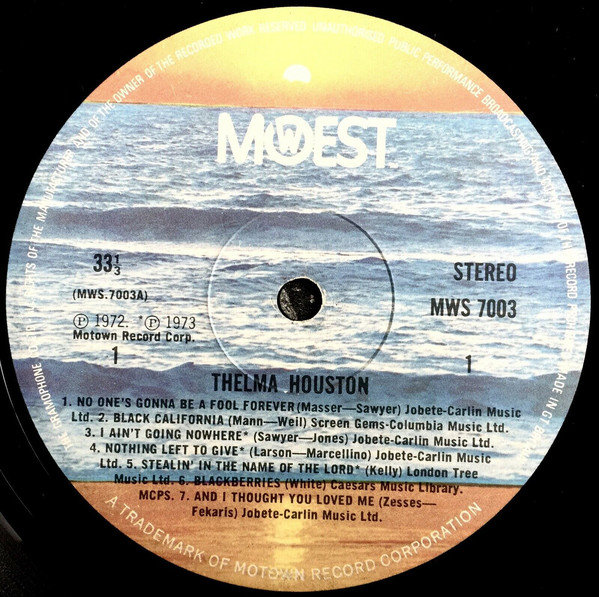 THE GRAMOPHONE
OF THE MANUFACTURER AND OF THE OWNER OF THE RECORDED WORK RESERVED UNAUTHORISED PUBLIC PERFORMANCE BROADCASTING AND
RECORD
MADE IN GT
MOWEST
33 1/3
(MWS.7003A)
STEREO
MWS 7003
Ⓟ 1972. *Ⓟ 1973
Motown Record Corp.
1
1
THELMA HOUSTON
1. NO ONE'S GONNA BE A FOOL FOREVER(Masser—Sawyer) Jobete-Carlin Music
Ltd. 2. BLACK CALIFORNIA (Mann—Weil) Screen Gems-Columbia Music Ltd.
3. I AIN'T GOING NOWHERE* (Sawyer—Jones) Jobete-Carlin Music
4. NOTHING LEFT TO GIVE* (Larson—Marcellino) Jobete-Carlin Music
Ltd. 5. STEALIN' IN THE NAME OF THE LORD* (Kelly) London Tree
Music Ltd. 6. BLACKBERRIES (White) Caesars Music Library.
MCPS. 7. AND I THOUGHT YOU LOVED ME (Zesses—
Fekaris) Jobete-Carlin Music Ltd.
A TRADEMARK OF MOTOWN RECORD CORPORATION